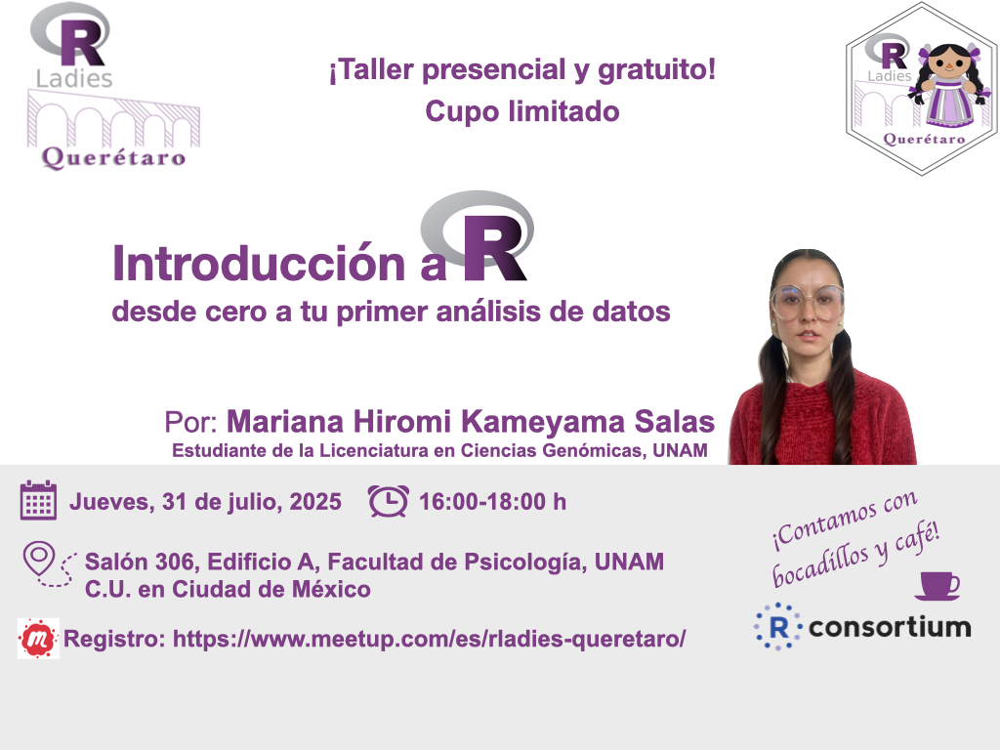 R
Ladies
Querétaro
¡Taller presencial y gratuito!
Cupo limitado
R
Ladies
Querétaro
Introducción a R
desde cero a tu primer análisis de datos
Por: Mariana Hiromi Kameyama Salas
Estudiante de la Licenciatura en Ciencias Genómicas, UNAM
Jueves, 31 de julio, 2025
16:00-18:00 h
Salón 306, Edificio A, Facultad de Psicología, UNAM
C.U. en Ciudad de México
m
Registro: https://www.meetup.com/es/rladies-queretaro/
¡Contamos con
bocadillos y café!
R consortium